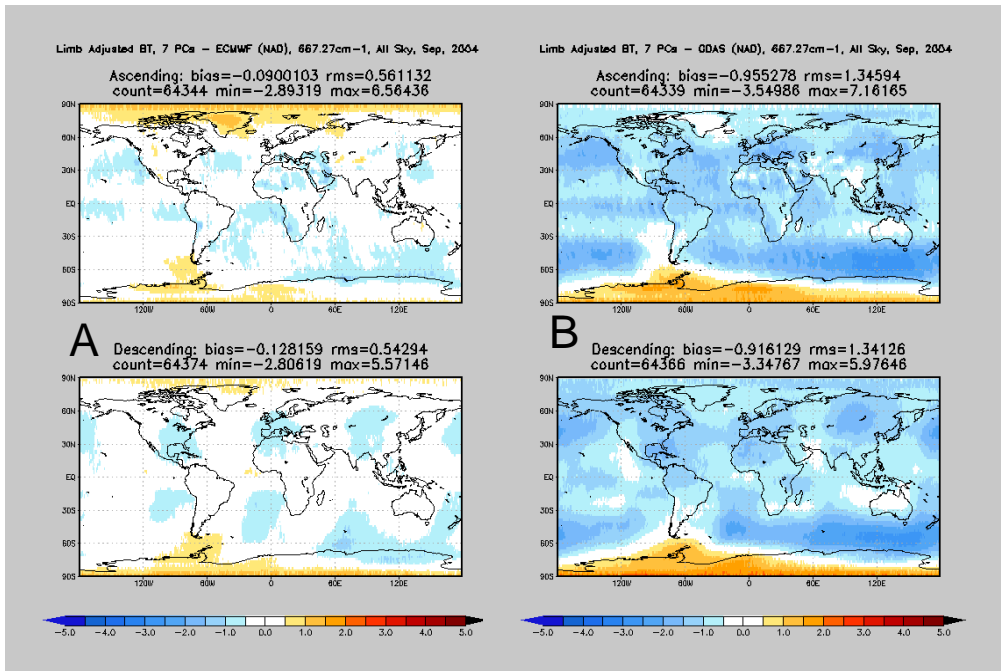 Limb Adjusted BT, 7 PCs - ECMWF (NAD), 667.27cm-1, All Sky, Sep, 2004
Ascending: bias=-0.0900103 rms=0.561132
count=64344 min=-2.89319 max=6.56436
90N
60N
30N
EQ
30S
60S
90S
120W 60W 0 60E 120E
A
Descending: bias=-0.128159 rms=0.54294
count=64374 min=-2.80619 max=5.57146
90N
60N
30N
EQ
30S
60S
90S
120W 60W 0 60E 120E
-5.0 -4.0 -3.0 -2.0 -1.0 0.0 1.0 2.0 3.0 4.0 5.0
Limb Adjusted BT, 7 PCs - GDAS (NAD), 667.27cm-1, All Sky, Sep, 2004
Ascending: bias=-0.955278 rms=1.34594
count=64339 min=-3.54986 max=7.16165
90N
60N
30N
EQ
30S
60S
90S
120W 60W 0 60E 120E
B
Descending: bias=-0.916129 rms=1.34126
count=64366 min=-3.34767 max=5.97646
90N
60N
30N
EQ
30S
60S
90S
120W 60W 0 60E 120E
-5.0 -4.0 -3.0 -2.0 -1.0 0.0 1.0 2.0 3.0 4.0 5.0